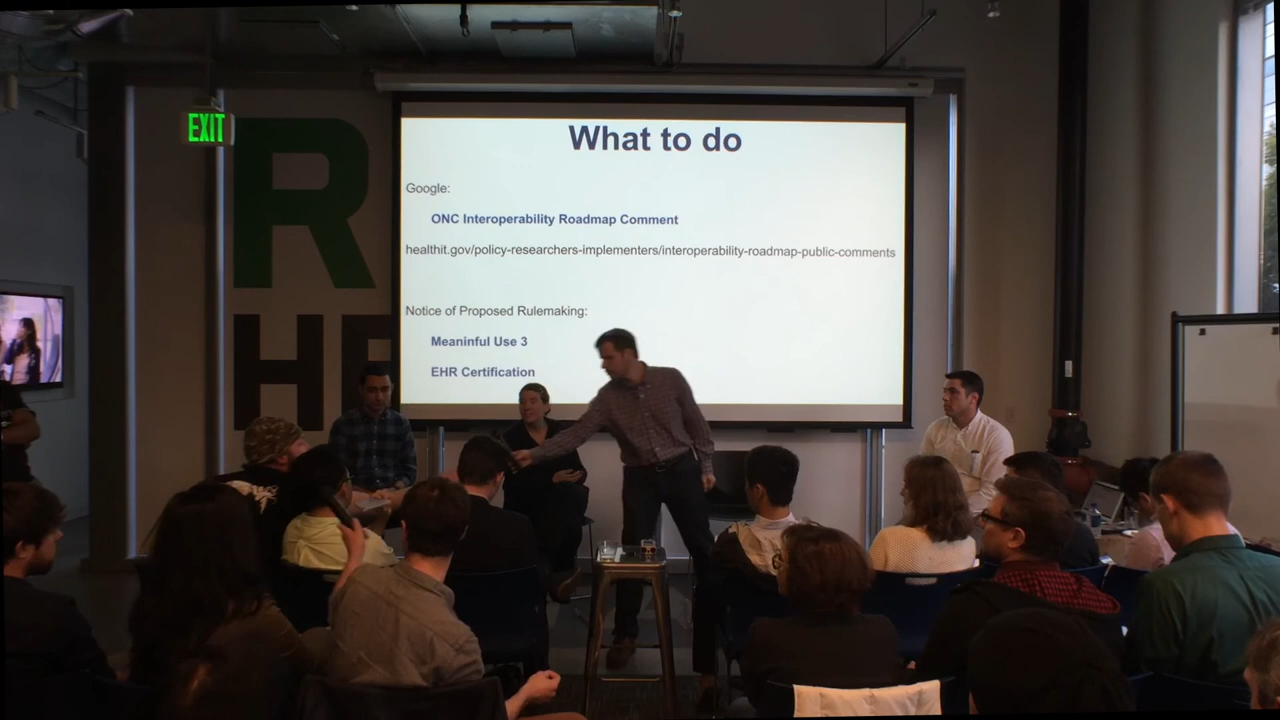 EXIT
R
HE
What to do
Google:
ONC Interoperability Roadmap Comment
healthit.gov/policy-researchers-implementers/interoperability-roadmap-public-comments
Notice of Proposed Rulemaking:
Meaninful Use 3
EHR Certification